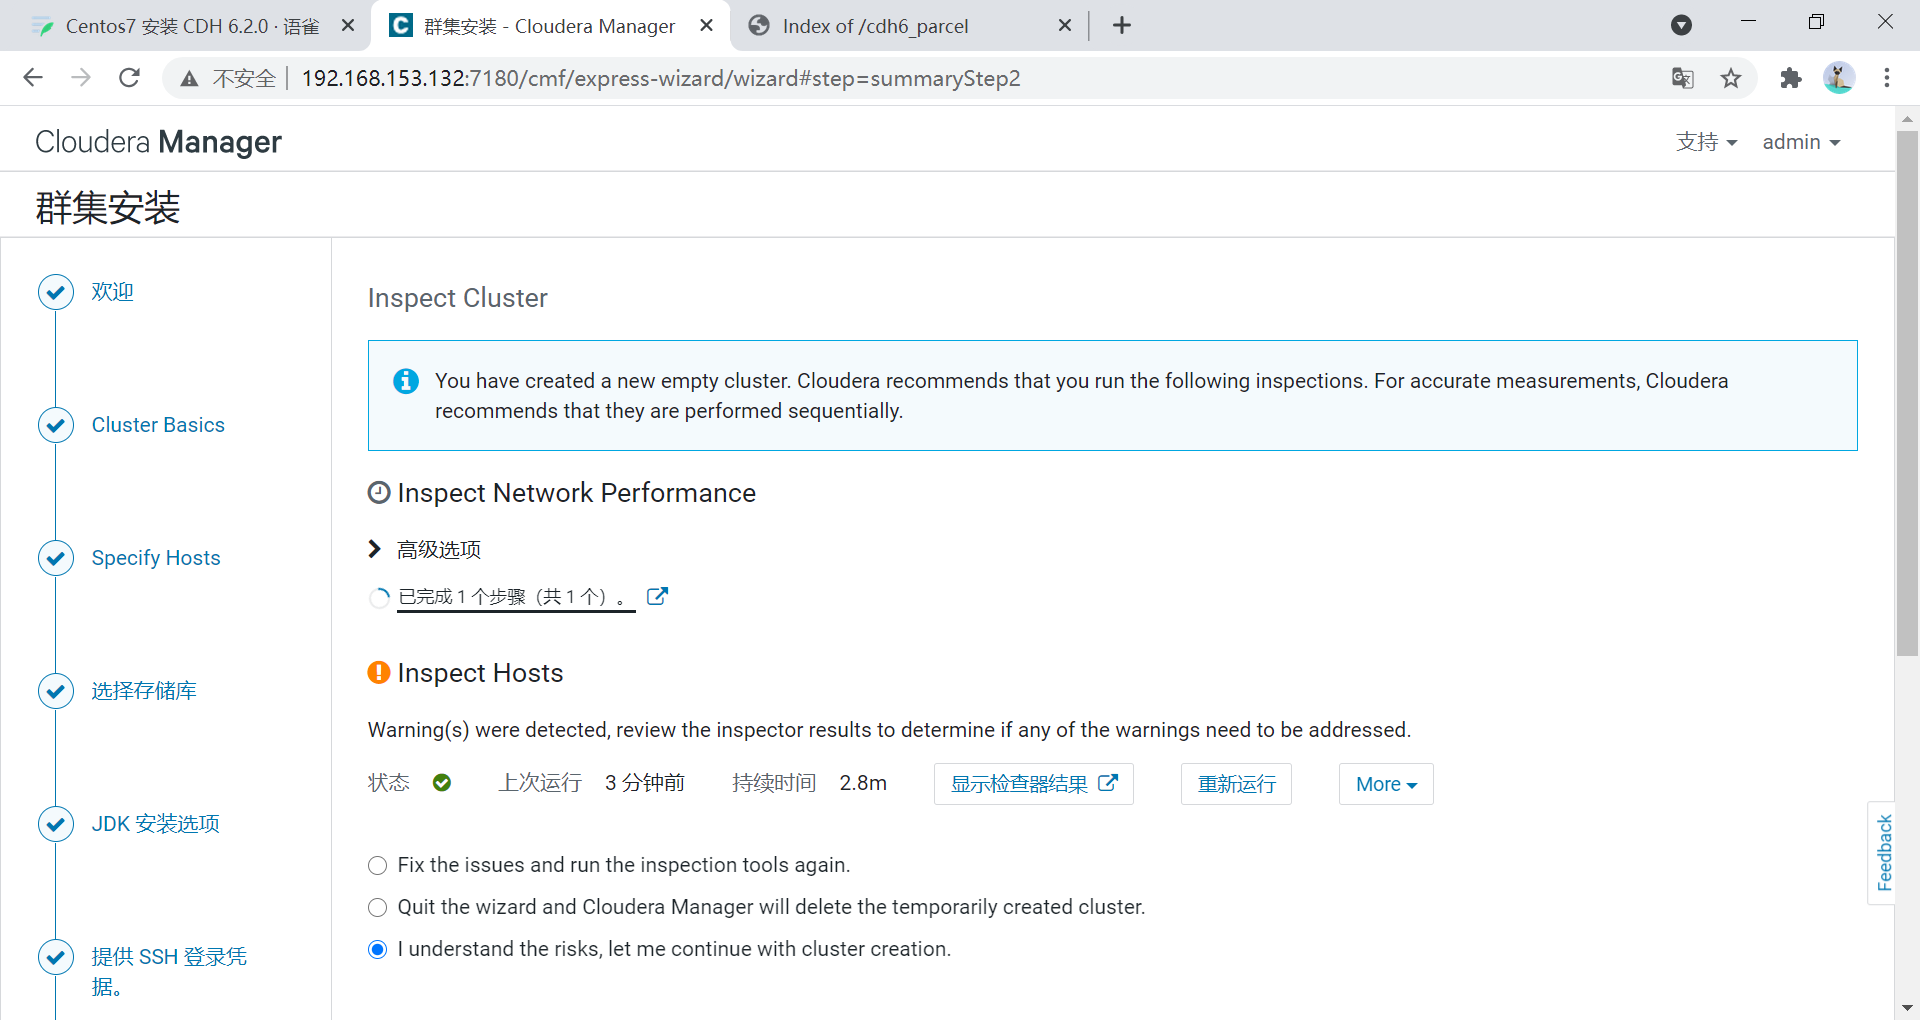 Centos7 安装 CDH 6.2.0 · 语雀
群集安装 - Cloudera Manager
Index of /cdh6_parcel
不安全
192.168.153.132:7180/cmf/express-wizard/wizard#step=summaryStep2
Cloudera Manager
支持
admin
群集安装
欢迎
Cluster Basics
Specify Hosts
选择存储库
JDK 安装选项
提供 SSH 登录凭
据。
Inspect Cluster
You have created a new empty cluster. Cloudera recommends that you run the following inspections. For accurate measurements, Cloudera
recommends that they are performed sequentially.
Inspect Network Performance
高级选项
已完成 1 个步骤（共 1 个）。
Inspect Hosts
Warning(s) were detected, review the inspector results to determine if any of the warnings need to be addressed.
状态 上次运行 3 分钟前 持续时间 2.8m 显示检查器结果 重新运行 More
Fix the issues and run the inspection tools again.
Quit the wizard and Cloudera Manager will delete the temporarily created cluster.
I understand the risks, let me continue with cluster creation.
Feedback